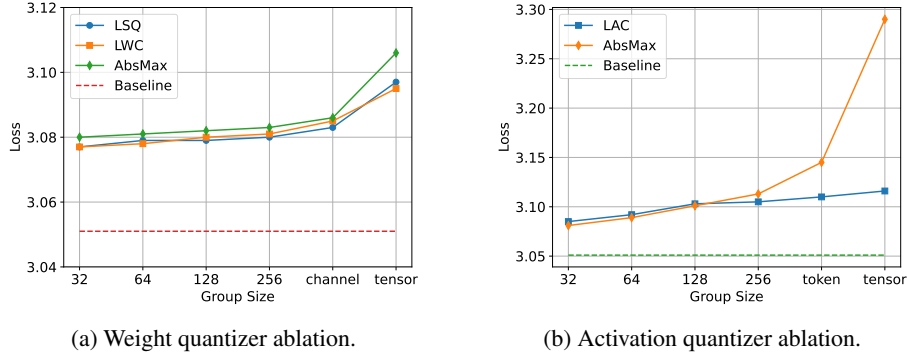 3.12
3.10
3.08
3.06
3.04
Loss
LSQ
LWC
AbsMax
Baseline
32 64 128 256 channel tensor
Group Size
(a) Weight quantizer ablation.
3.30
3.25
3.20
3.15
3.10
3.05
Loss
LAC
AbsMax
Baseline
32 64 128 256 token tensor
Group Size
(b) Activation quantizer ablation.